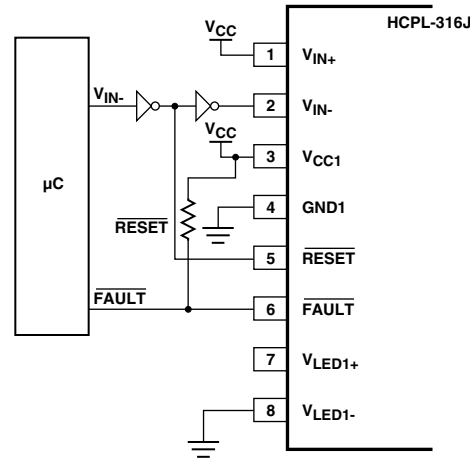 HCPL-316J
VCC
1 VIN+
µC
VIN-
2 VIN-
VCC
3 VCC1
4 GND1
RESET
5 RESET
FAULT
6 FAULT
7 VLED1+
8 VLED1-